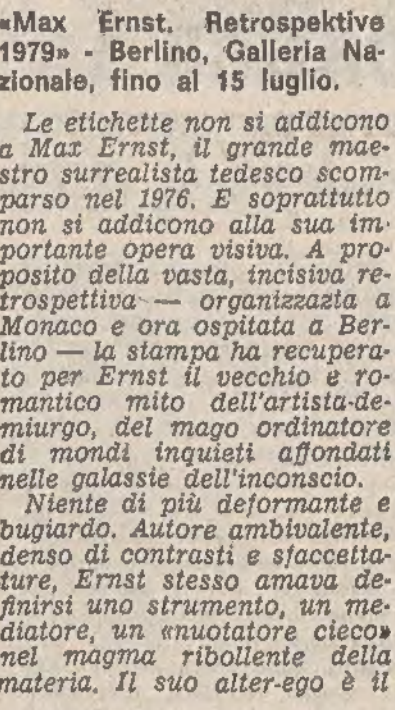 «Max Ernst. Retrospektive
1979» - Berlino, Galleria Na-
zionale, fino al 15 luglio.
Le etichette non si addicono
a Max Ernst, il grande mae-
stro surrealista tedesco scom-
parso nel 1976. E soprattutto
non si addicono alla sua im-
portante opera visiva. A pro-
posito della vasta, incisiva re-
trospettiva — organizzazta a
Monaco e ora ospitata a Ber-
lino — la stampa ha recupera-
to per Ernst il vecchio e ro-
mantico mito dell'artista-de-
miurgo, del mago ordinatore
di mondi inquieti affondati
nelle galassie dell'inconscio.
Niente di più deformante e
bugiardo. Autore ambivalente,
denso di contrasti e sfaccetta-
ture, Ernst stesso amava de-
finirsi uno strumento, un me-
diatore, un «nuotatore cieco»
nel magma ribollente della
materia. Il suo alter-ego è il